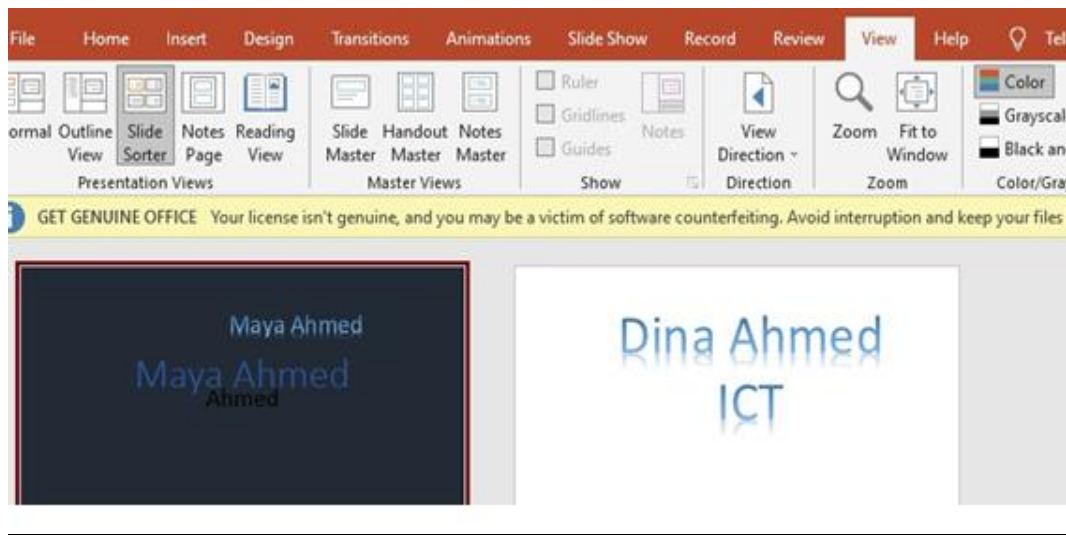 File Home Insert Design Transitions Animations Slide Show Record Review View Help Tel
ormal Outline View Slide Sorter Notes Page Reading View Slide Master Handout Master Notes Master Ruler Gridlines Guides Notes View Direction Zoom Fit to Window Color Grayscal Black an
Presentation Views Master Views Show Direction Zoom Color/Gra
GET GENUINE OFFICE Your license isn't genuine, and you may be a victim of software counterfeiting. Avoid interruption and keep your files
Maya Ahmed
Maya Ahmed
Ahmed
Dina Ahmed
ICT